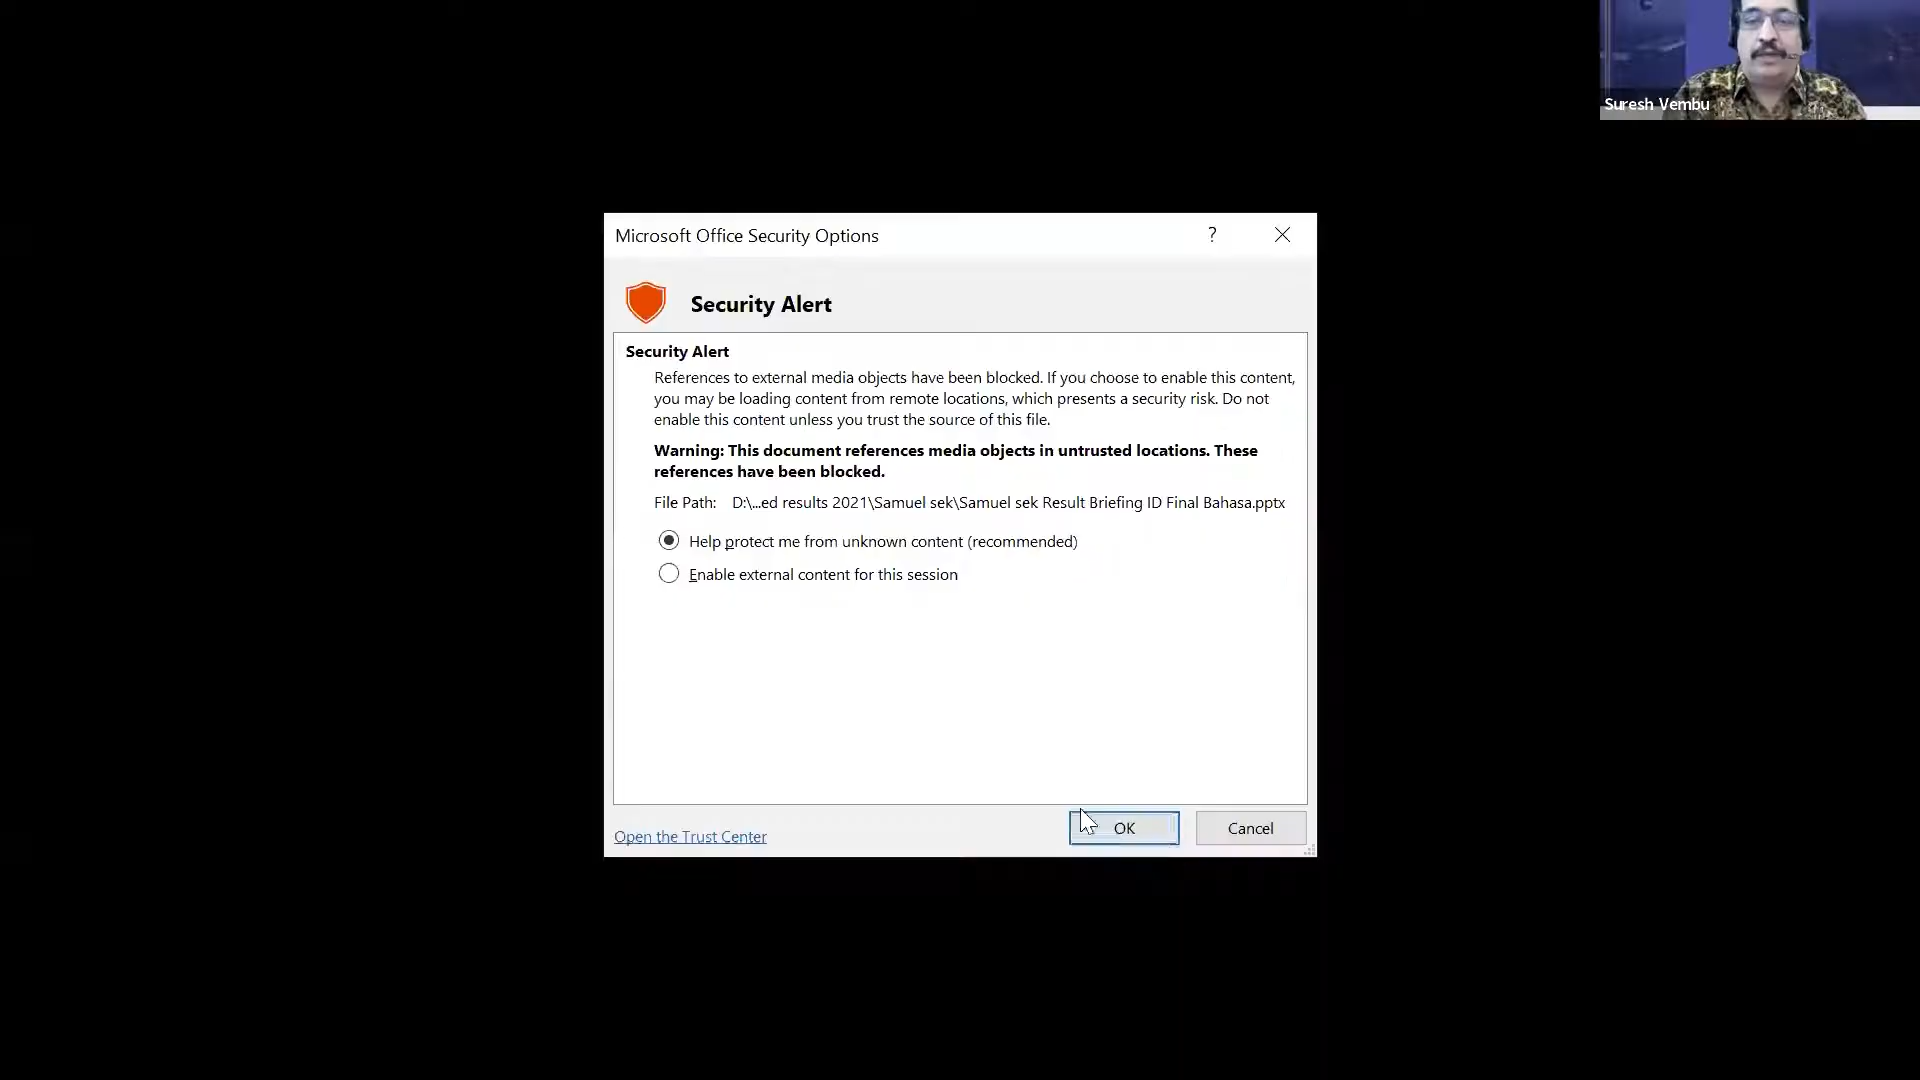 Suresh Vembu
Microsoft Office Security Options
?
Security Alert
Security Alert
References to external media objects have been blocked. If you choose to enable this content,
you may be loading content from remote locations, which presents a security risk. Do not
enable this content unless you trust the source of this file.
Warning: This document references media objects in untrusted locations. These
references have been blocked.
File Path: D:\...ed results 2021\Samuel sek\Samuel sek Result Briefing ID Final Bahasa.pptx
Help protect me from unknown content (recommended)
Enable external content for this session
Open the Trust Center
OK
Cancel